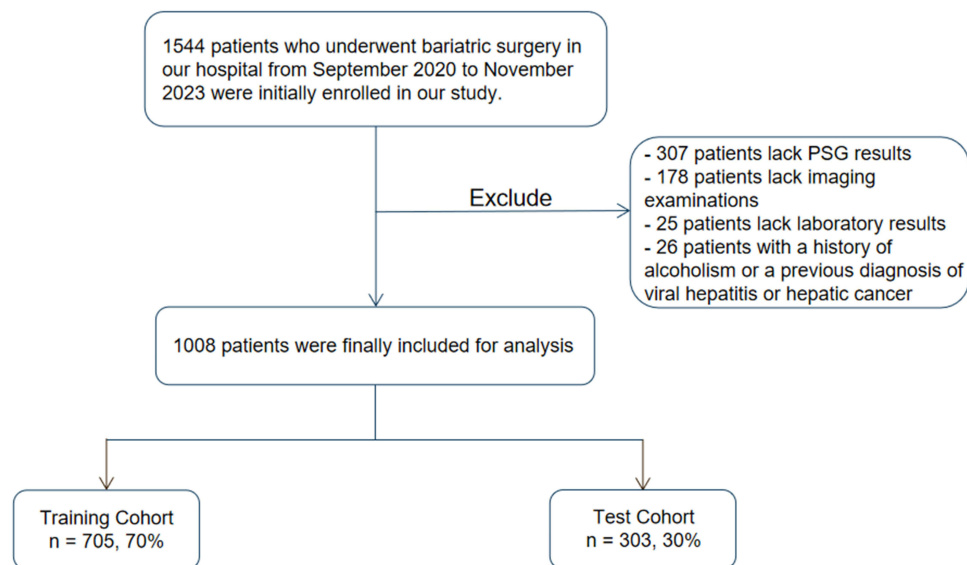 1544 patients who underwent bariatric surgery in
our hospital from September 2020 to November
2023 were initially enrolled in our study.
Exclude
- 307 patients lack PSG results
- 178 patients lack imaging
examinations
- 25 patients lack laboratory results
- 26 patients with a history of
alcoholism or a previous diagnosis of
viral hepatitis or hepatic cancer
1008 patients were finally included for analysis
Training Cohort
n = 705, 70%
Test Cohort
n = 303, 30%